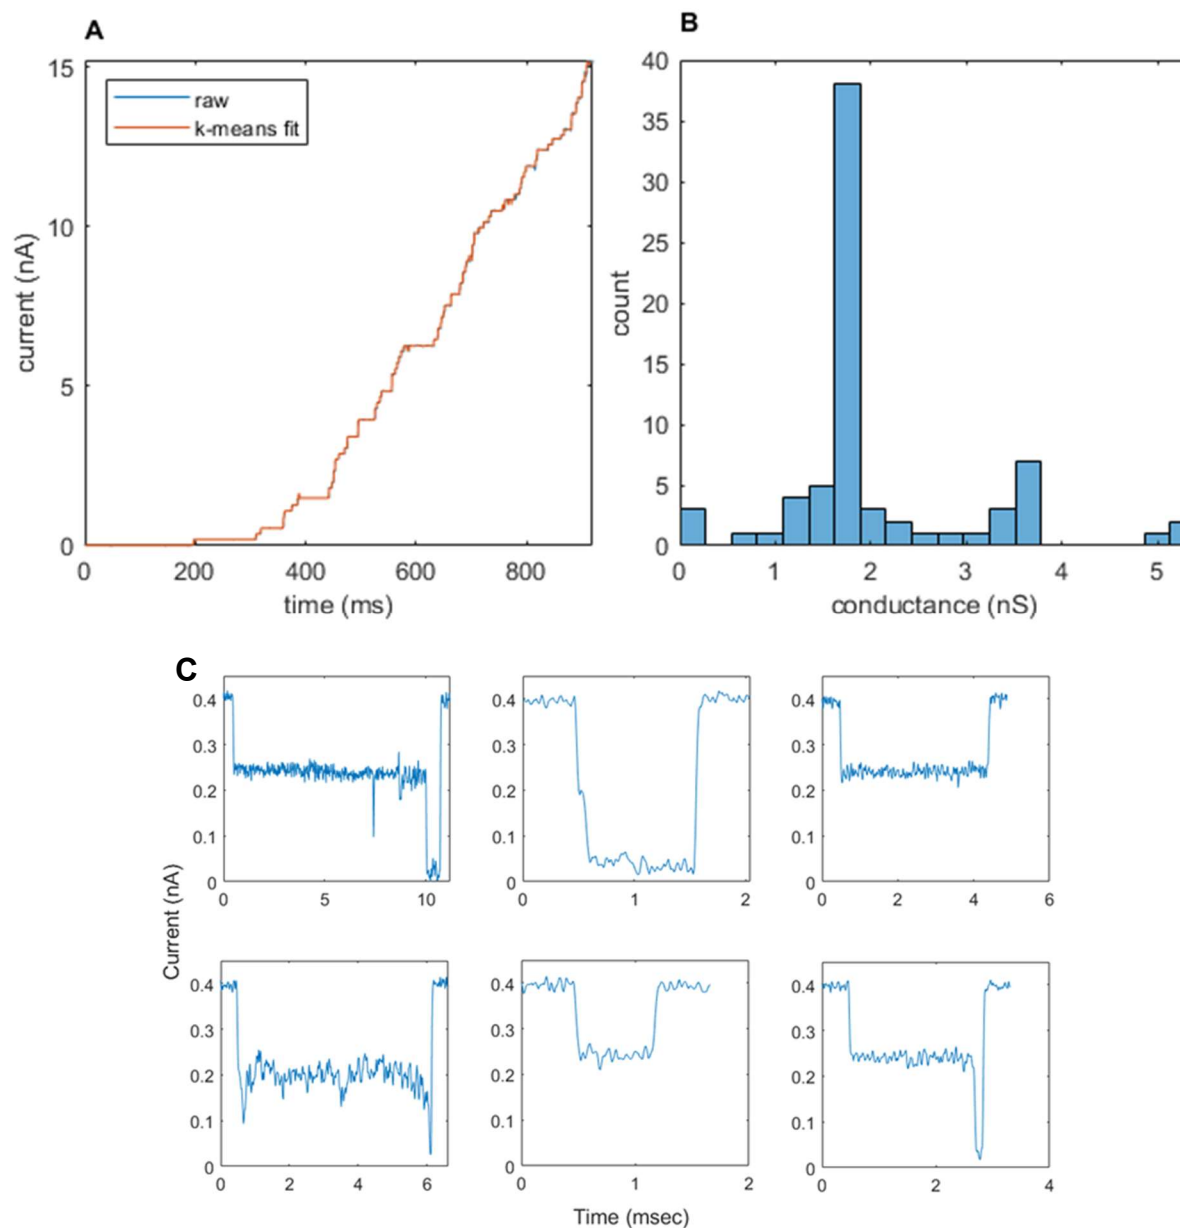 A
15
10
5
0
current (nA)
raw
k-means fit
0 200 400 600 800
time (ms)
B
40
35
30
25
20
15
10
5
0
count
0 1 2 3 4 5
conductance (nS)
C
0.4
0.3
0.2
0.1
0
0 5 10
0.4
0.3
0.2
0.1
0
0 1 2
0.4
0.3
0.2
0.1
0
0 2 4 6
Current (nA)
0.4
0.3
0.2
0.1
0
0 2 4 6
0.4
0.3
0.2
0.1
0
0 1 2
0.4
0.3
0.2
0.1
0
0 2 4
Time (msec)